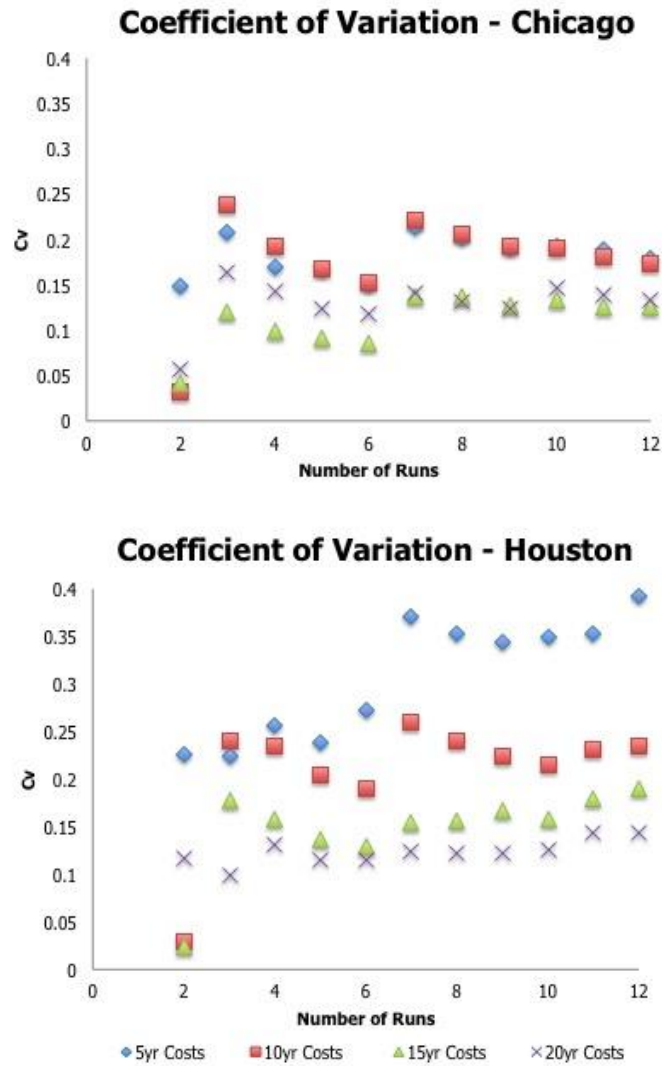 Coefficient of Variation - Chicago
0.4
0.35
0.3
0.25
0.2
0.15
0.1
0.05
0
Cv
0 2 4 6 8 10 12
Number of Runs
Coefficient of Variation - Houston
0.4
0.35
0.3
0.25
0.2
0.15
0.1
0.05
0
Cv
0 2 4 6 8 10 12
Number of Runs
5yr Costs 10yr Costs 15yr Costs 20yr Costs